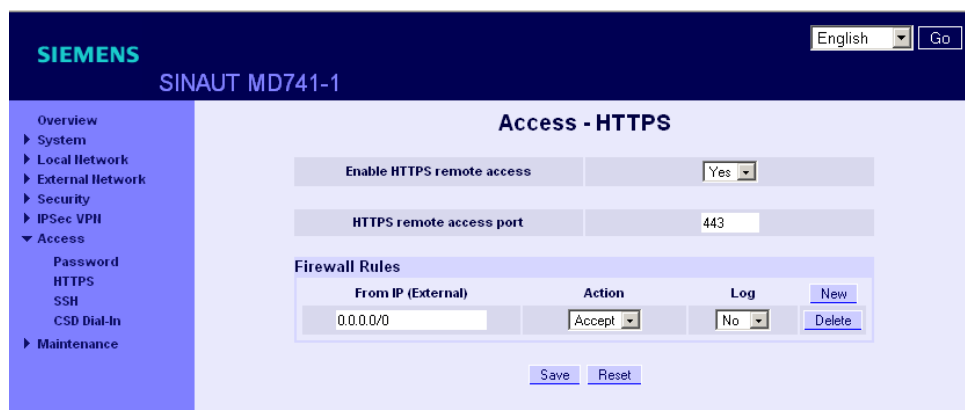 English Go
SIEMENS
SINAUT MD741-1
Overview
System
Local Network
External Network
Security
IPSec VPN
Access
Password
HTTPS
SSH
CSD Dial-In
Maintenance
Access - HTTPS
Enable HTTPS remote access Yes
HTTPS remote access port 443
Firewall Rules
From IP (External) Action Log New
0.0.0.0/0 Accept No Delete
Save Reset